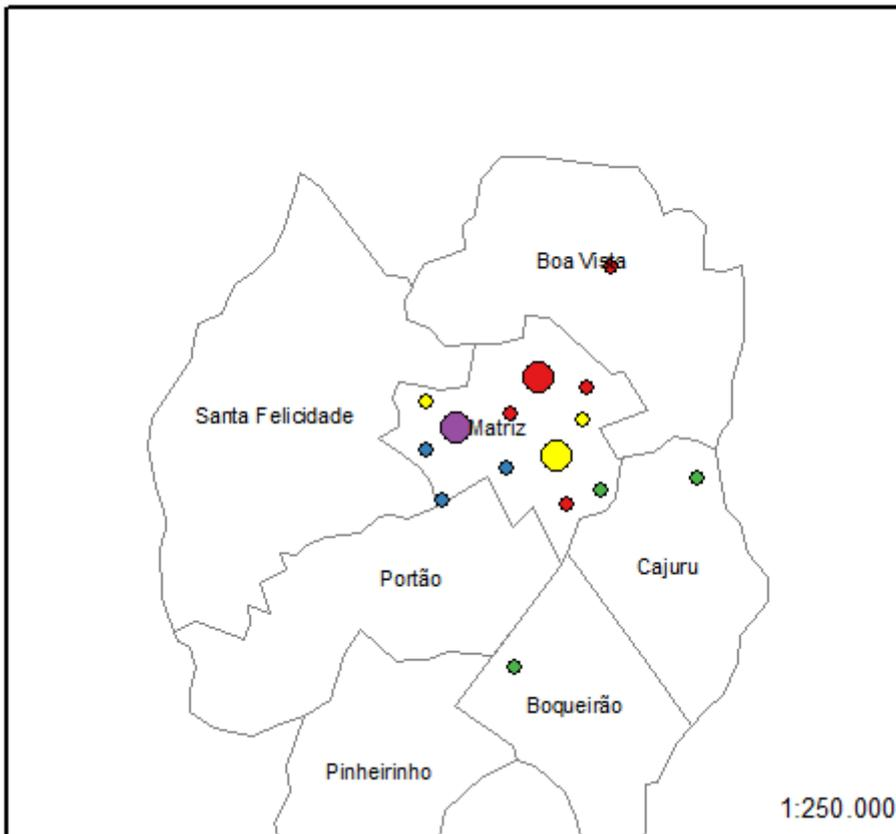 Boa Vista
Santa Felicidade
Matriz
Cajuru
Portão
Boqueirão
Pinheirinho
1:250.000